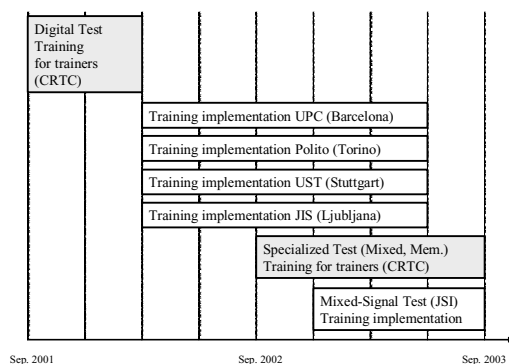 Digital Test
Training
for trainers
(CRTC)
Training implementation UPC (Barcelona)
Training implementation Polito (Torino)
Training implementation UST (Stuttgart)
Training implementation JIS (Ljubljana)
Specialized Test (Mixed, Mem.)
Training for trainers (CRTC)
Mixed-Signal Test (JSI)
Training implementation
Sep. 2001
Sep. 2002
Sep. 2003